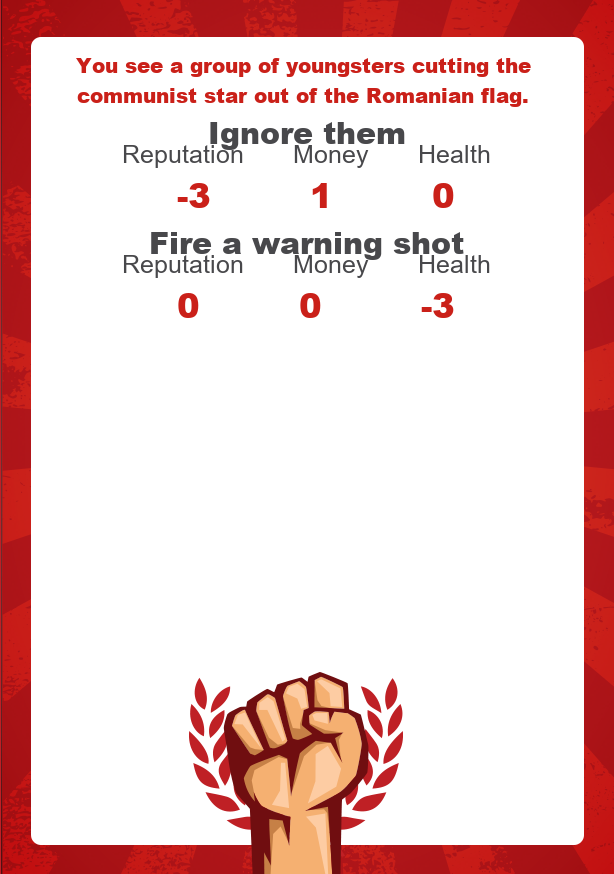 You see a group of youngsters cutting the
communist star out of the Romanian flag.
Ignore them
Reputation Money Health
-3 1 0
Fire a warning shot
Reputation Money Health
0 0 -3